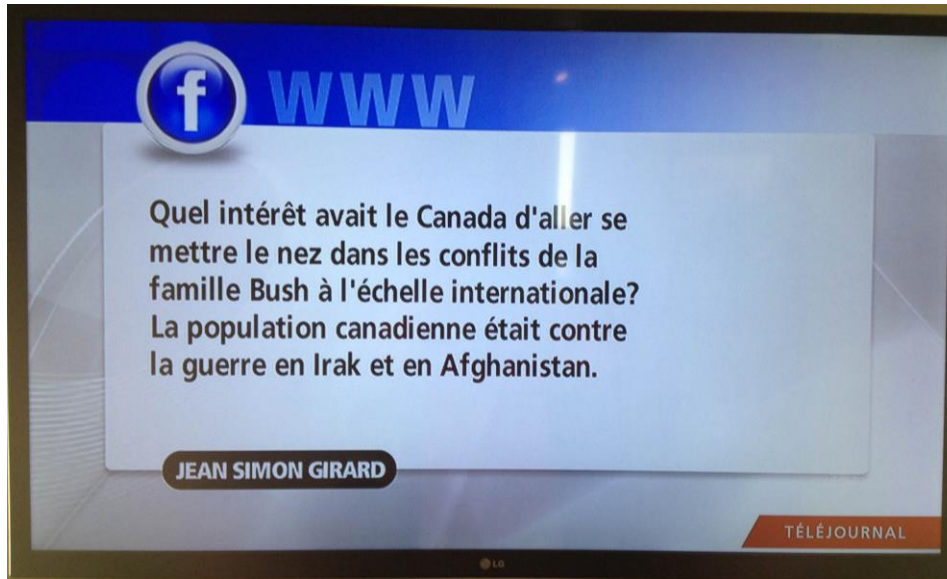 f WWW
Quel intérêt avait le Canada d'aller se
mettre le nez dans les conflits de la
famille Bush à l'échelle internationale?
La population canadienne était contre
la guerre en Irak et en Afghanistan.
JEAN SIMON GIRARD
TÉLÉJOURNAL
LG